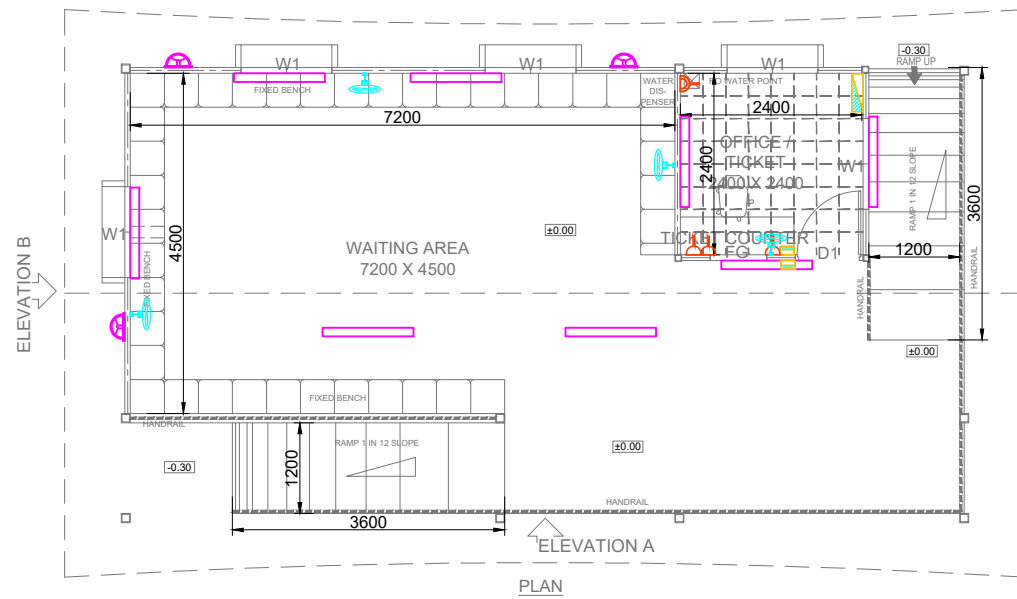 -0.30
RAMP UP
W1
W1
W1
FIXED BENCH
WATER
DIS-
PENSER
RO WATER POINT
7200
2400
OFFICE /
TICKET
2400 X 2400
2400
W1
RAMP 1 IN 12 SLOPE
3600
4500
W1
±0.00
WAITING AREA
7200 X 4500
TICKET COUNTER
FG
D1
1200
ELEVATION B
FIXED BENCH
HANDRAIL
HANDRAIL
±0.00
FIXED BENCH
HANDRAIL
RAMP 1 IN 12 SLOPE
±0.00
-0.30
1200
HANDRAIL
3600
ELEVATION A
PLAN